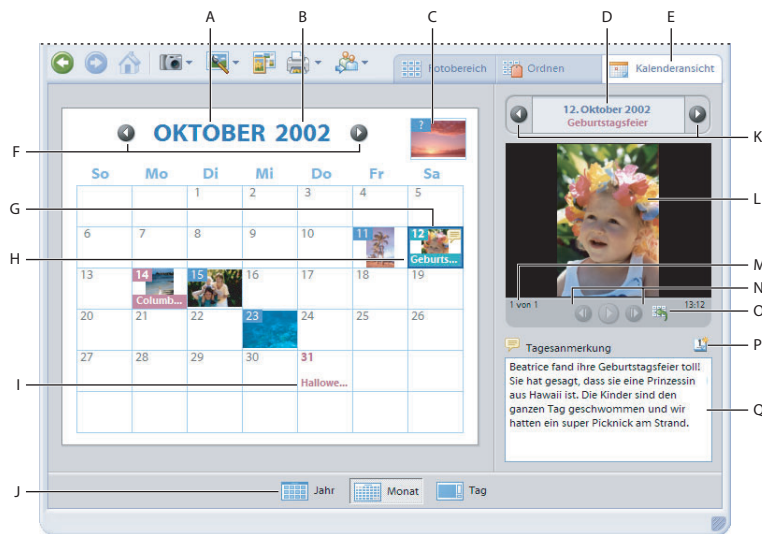 A B C D E
Fotobereich Ordnen Kalenderansicht
OKTOBER 2002
?
12. Oktober 2002
Geburtstagsfeier
F
K
So Mo Di Mi Do Fr Sa
1 2 3 4 5
G
L
6 7 8 9 10 11 12
Geburts...
H
13 14 15 16 17 18 19
Columb...
M
1 von 1 13:12
N
O
20 21 22 23 24 25 26
P
Tagesanmerkung
27 28 29 30 31
Hallowe...
I
Beatrice fand ihre Geburtstagsfeier toll!
Sie hat gesagt, dass sie eine Prinzessin
aus Hawaii ist. Die Kinder sind den
ganzen Tag geschwommen und wir
hatten ein super Picknick am Strand.
Q
J
Jahr Monat Tag